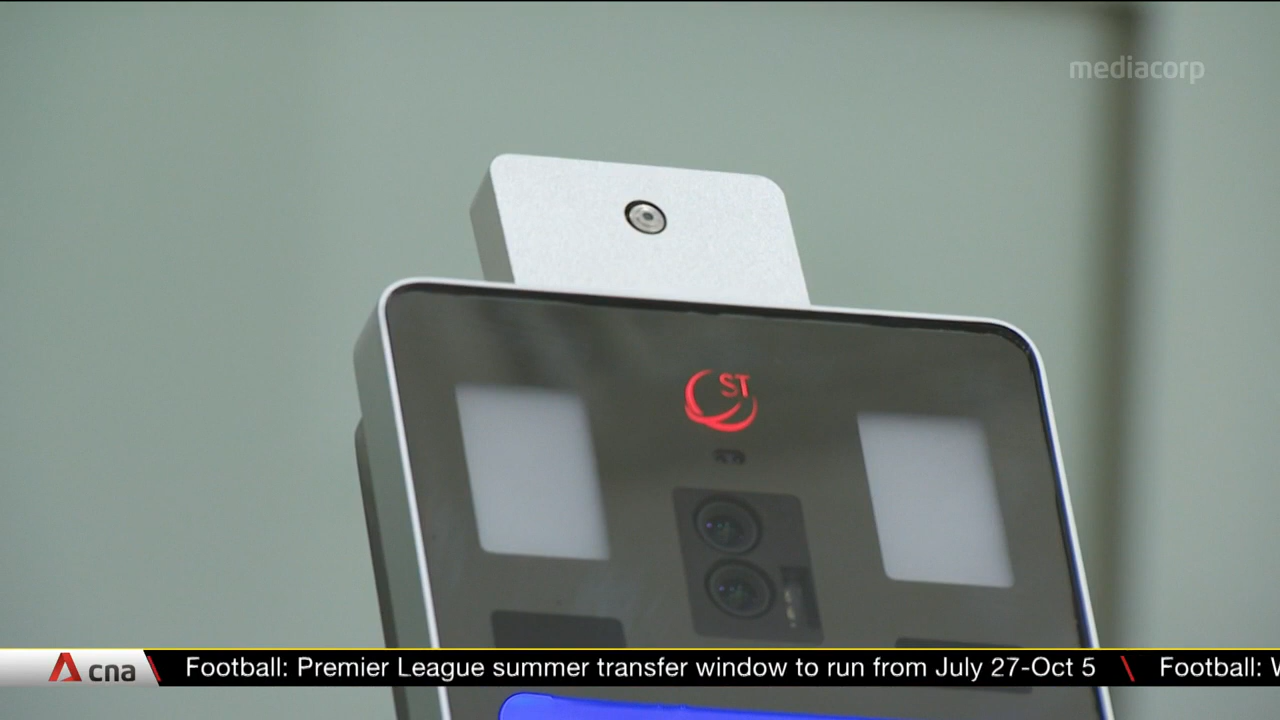 mediacorp
ST
cna
Football: Premier League summer transfer window to run from July 27-Oct 5 \ Football: W